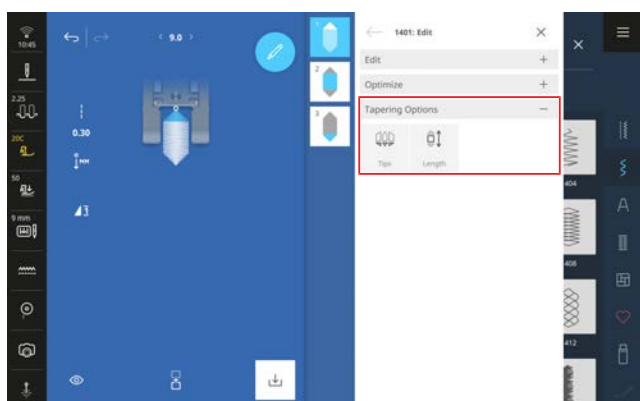 10:45
9.0
2.25
0.30
20C
MM
50
9 mm
1
2
3
1401: Edit
Edit
Optimize
Tapering Options
Tips
Length
404
408
412